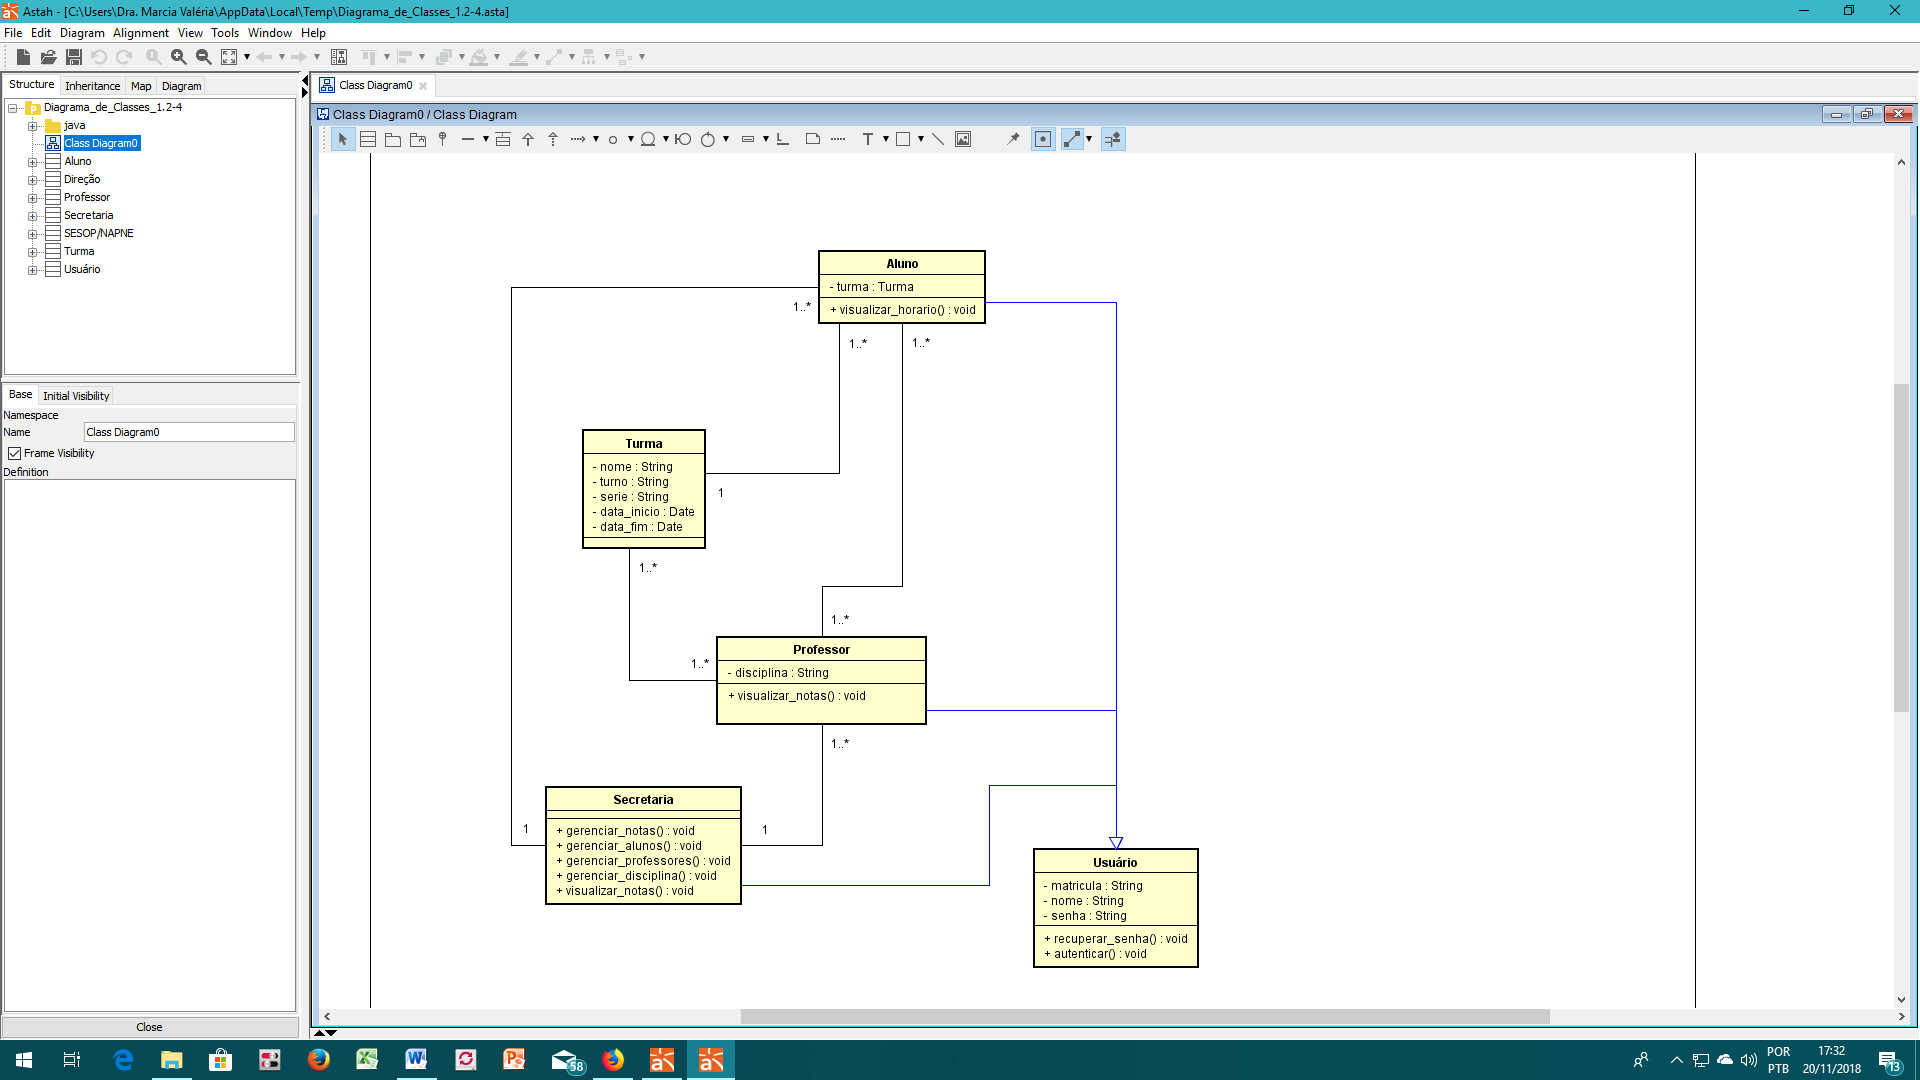 Astah - [C:\Users\Dra. Marcia Valéria\AppData\Local\Temp\Diagrama_de_Classes_1.2-4.asta]
File Edit Diagram Alignment View Tools Window Help
Structure Inheritance Map Diagram
Diagrama_de_Classes_1.2-4
java
Class Diagram0
Aluno
Direção
Professor
Secretaria
SESOP/NAPNE
Turma
Usuário
Base Initial Visibility
Namespace
Name Class Diagram0
Frame Visibility
Definition
Close
Class Diagram0
Class Diagram0 / Class Diagram
Aluno
- turma : Turma
+ visualizar_horario() : void
1..*
1..*
1..*
Turma
- nome : String
- turno : String
- serie : String
- data_inicio : Date
- data_fim : Date
1
1..*
1..*
1..*
Professor
- disciplina : String
+ visualizar_notas() : void
1..*
Secretaria
+ gerenciar_notas() : void
+ gerenciar_alunos() : void
+ gerenciar_professores() : void
+ gerenciar_disciplina() : void
+ visualizar_notas() : void
1
1
Usuário
- matricula : String
- nome : String
- senha : String
+ recuperar_senha() : void
+ autenticar() : void
58
POR
PTB
17:32
20/11/2018
13